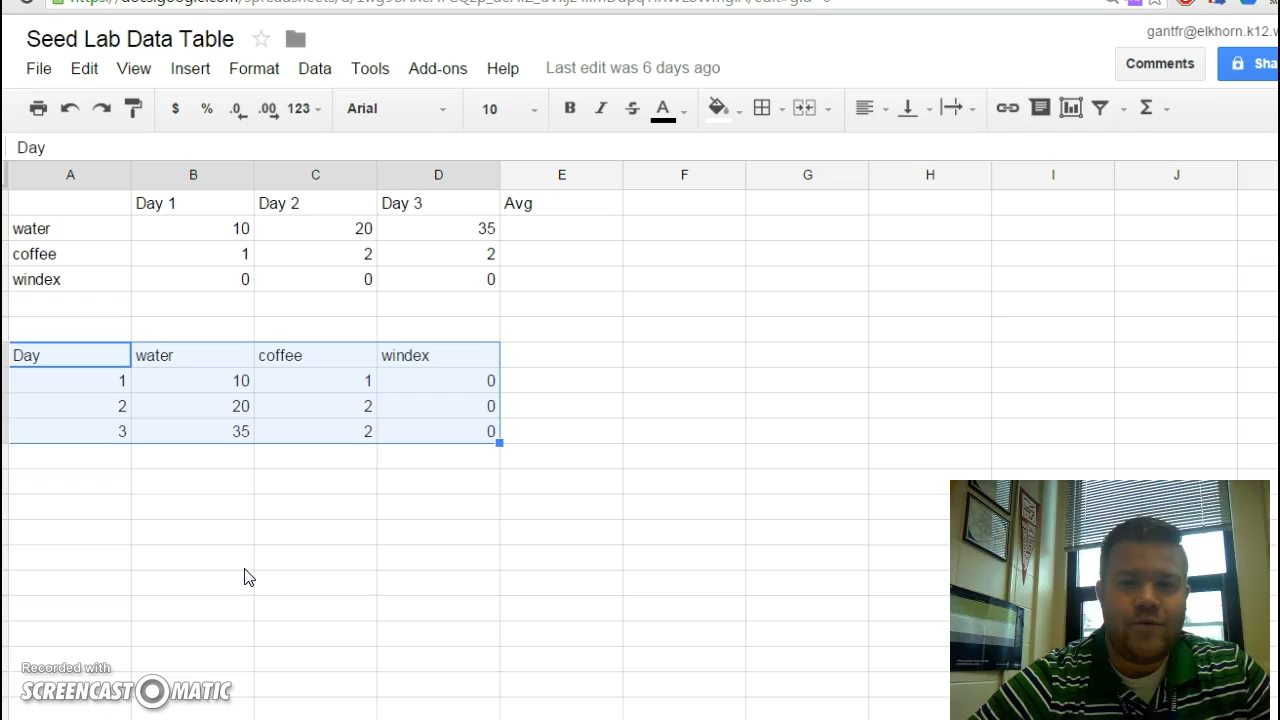 Seed Lab Data Table
gantfr@elkhorn.k12.w
File Edit View Insert Format Data Tools Add-ons Help Last edit was 6 days ago
Comments Sha
$ % .0 .00 123 Arial 10 B I S A Σ
Day
A B C D E F G H I J
Day 1 Day 2 Day 3 Avg
water 10 20 35
coffee 1 2 2
windex 0 0 0
Day water coffee windex
1 10 1 0
2 20 2 0
3 35 2 0
Recorded with
SCREENCAST MATIC